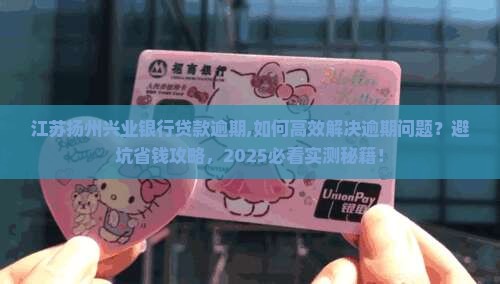 招商银行
Hello Kitty
江苏扬州兴业银行贷款逾期,如何高效解决逾期问题？避
坑省钱攻略，2025必看实测秘籍！
UnionPay
银联